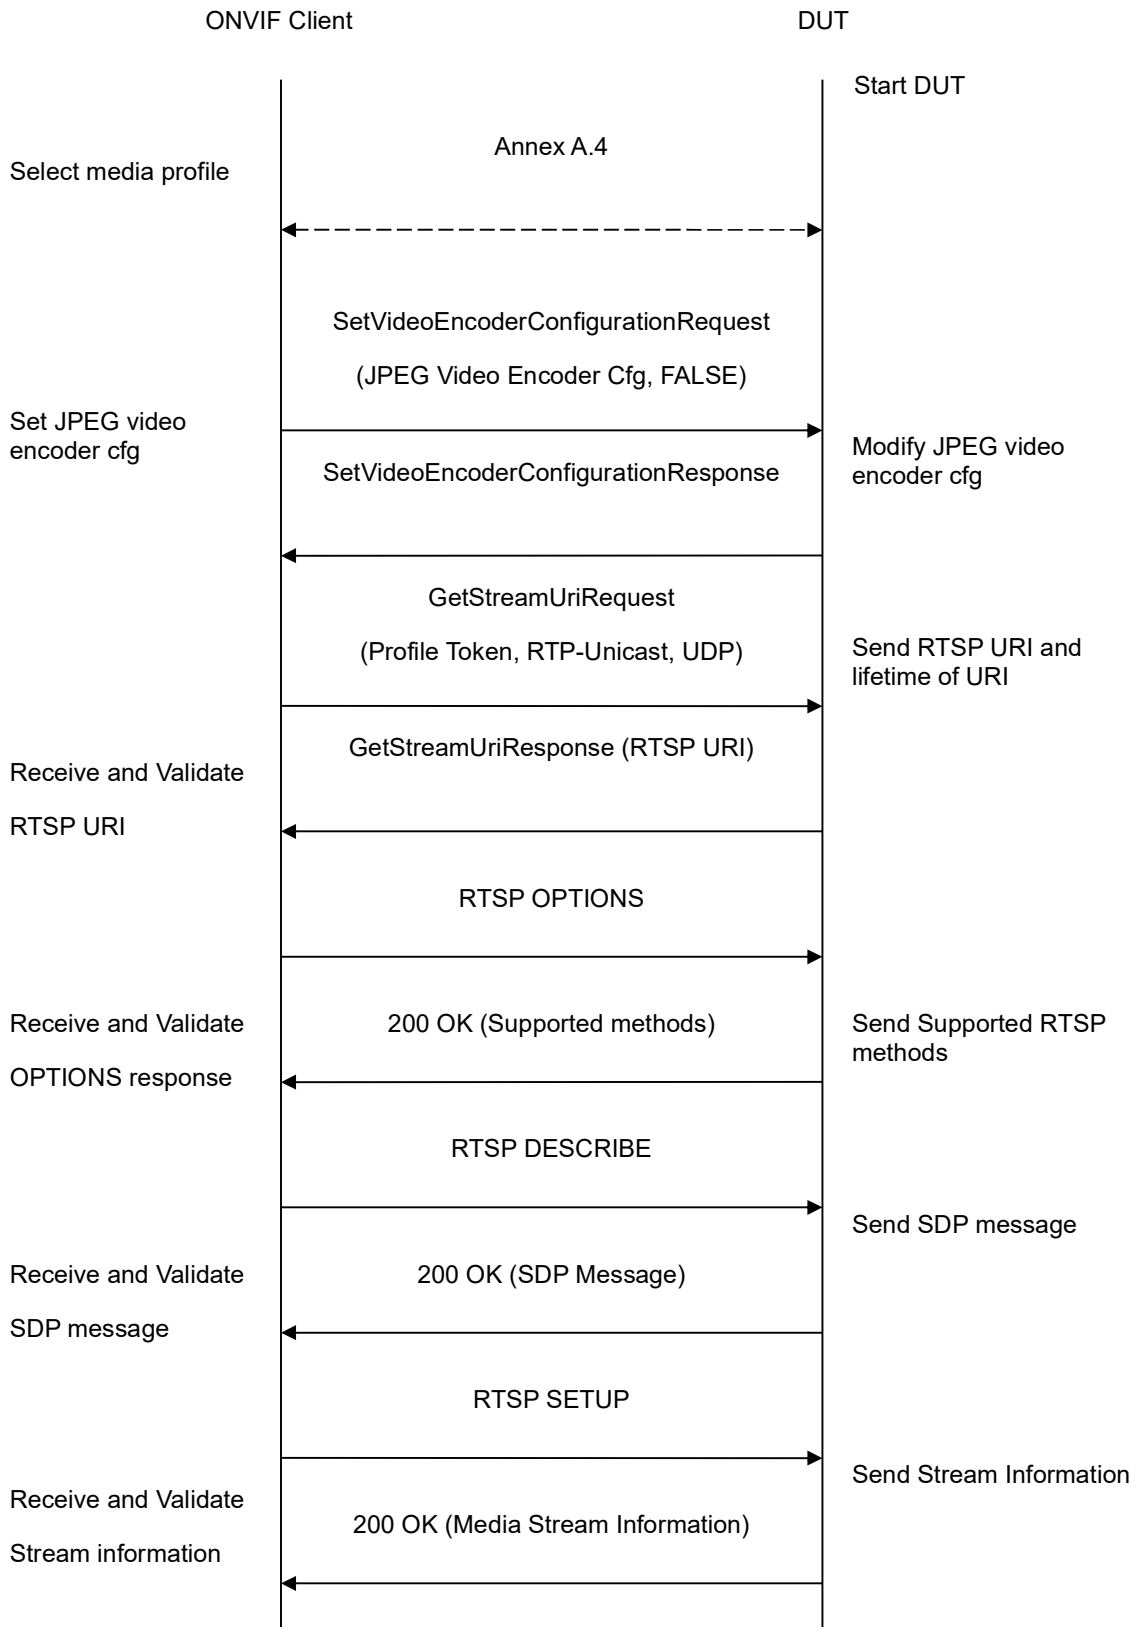 ONVIF Client
DUT
Start DUT
Annex A.4
Select media profile
SetVideoEncoderConfigurationRequest
(JPEG Video Encoder Cfg, FALSE)
Set JPEG video
encoder cfg
Modify JPEG video
encoder cfg
SetVideoEncoderConfigurationResponse
GetStreamUriRequest
(Profile Token, RTP-Unicast, UDP)
Send RTSP URI and
lifetime of URI
GetStreamUriResponse (RTSP URI)
Receive and Validate
RTSP URI
RTSP OPTIONS
Receive and Validate
OPTIONS response
200 OK (Supported methods)
Send Supported RTSP
methods
RTSP DESCRIBE
Send SDP message
Receive and Validate
SDP message
200 OK (SDP Message)
RTSP SETUP
Send Stream Information
Receive and Validate
Stream information
200 OK (Media Stream Information)